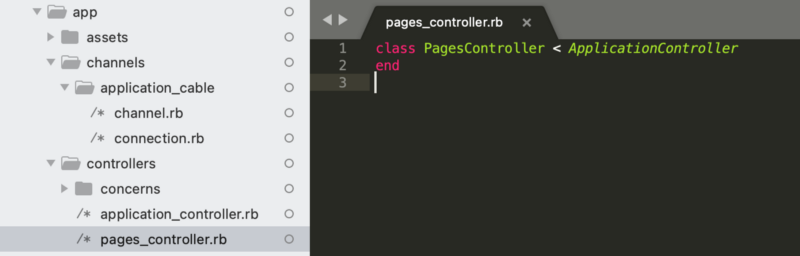 app
assets
channels
application_cable
/* channel.rb
/* connection.rb
controllers
concerns
/* application_controller.rb
/* pages_controller.rb
pages_controller.rb ×
1 class PagesController < ApplicationController
2 end
3